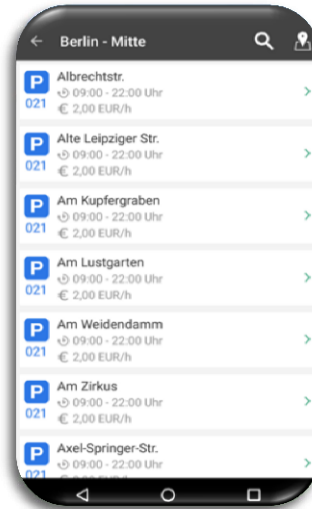 Berlin - Mitte
P Albrechtstr.
09:00 - 22:00 Uhr
021 € 2,00 EUR/h
P Alte Leipziger Str.
09:00 - 22:00 Uhr
021 € 2,00 EUR/h
P Am Kupfergraben
09:00 - 22:00 Uhr
021 € 2,00 EUR/h
P Am Lustgarten
09:00 - 22:00 Uhr
021 € 2,00 EUR/h
P Am Weidendamm
09:00 - 22:00 Uhr
021 € 2,00 EUR/h
P Am Zirkus
09:00 - 22:00 Uhr
021 € 2,00 EUR/h
P Axel-Springer-Str.
09:00 - 22:00 Uhr
021